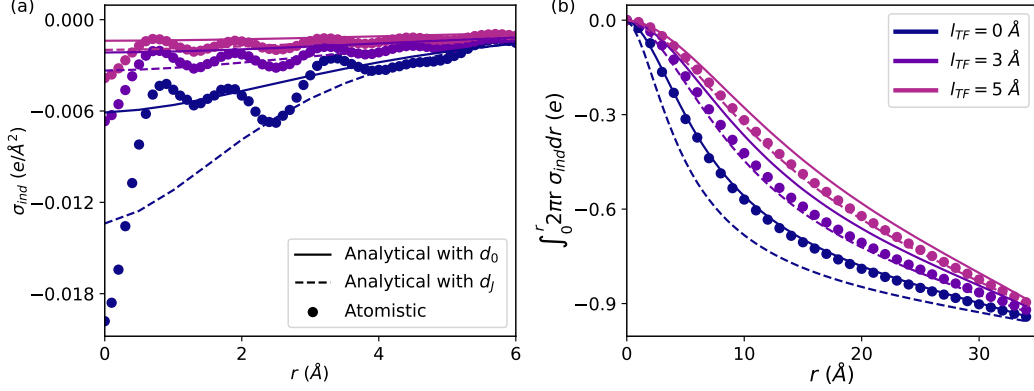 (a)
0.000
−0.006
−0.012
−0.018
σ_ind (e/Å²)
Analytical with d₀
Analytical with d_J
Atomistic
0 2 4 6
r (Å)
(b)
0.0
−0.3
−0.6
−0.9
∫₀ʳ 2πr σ_ind dr (e)
l_TF = 0 Å
l_TF = 3 Å
l_TF = 5 Å
0 10 20 30
r (Å)